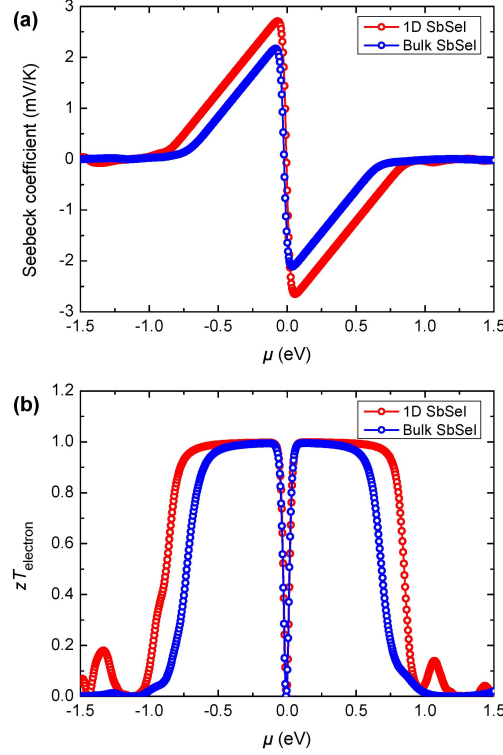 (a)
3
2
1
0
-1
-2
-3
Seebeck coefficient (mV/K)
1D SbSeI
Bulk SbSeI
-1.5 -1.0 -0.5 0.0 0.5 1.0 1.5
μ (eV)
(b)
1.2
1.0
0.8
0.6
0.4
0.2
0.0
zTelectron
1D SbSeI
Bulk SbSeI
-1.5 -1.0 -0.5 0.0 0.5 1.0 1.5
μ (eV)